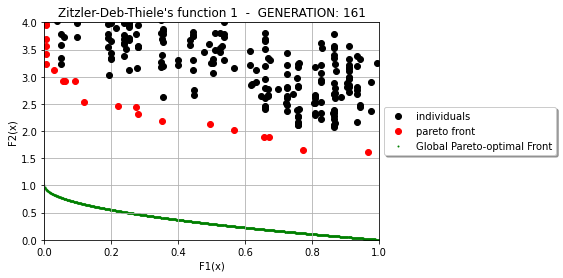 Zitzler-Deb-Thiele's function 1 - GENERATION: 161
4.0
3.5
3.0
2.5
2.0
1.5
1.0
0.5
0.0
F2(x)
0.0 0.2 0.4 0.6 0.8 1.0
F1(x)
individuals
pareto front
Global Pareto-optimal Front